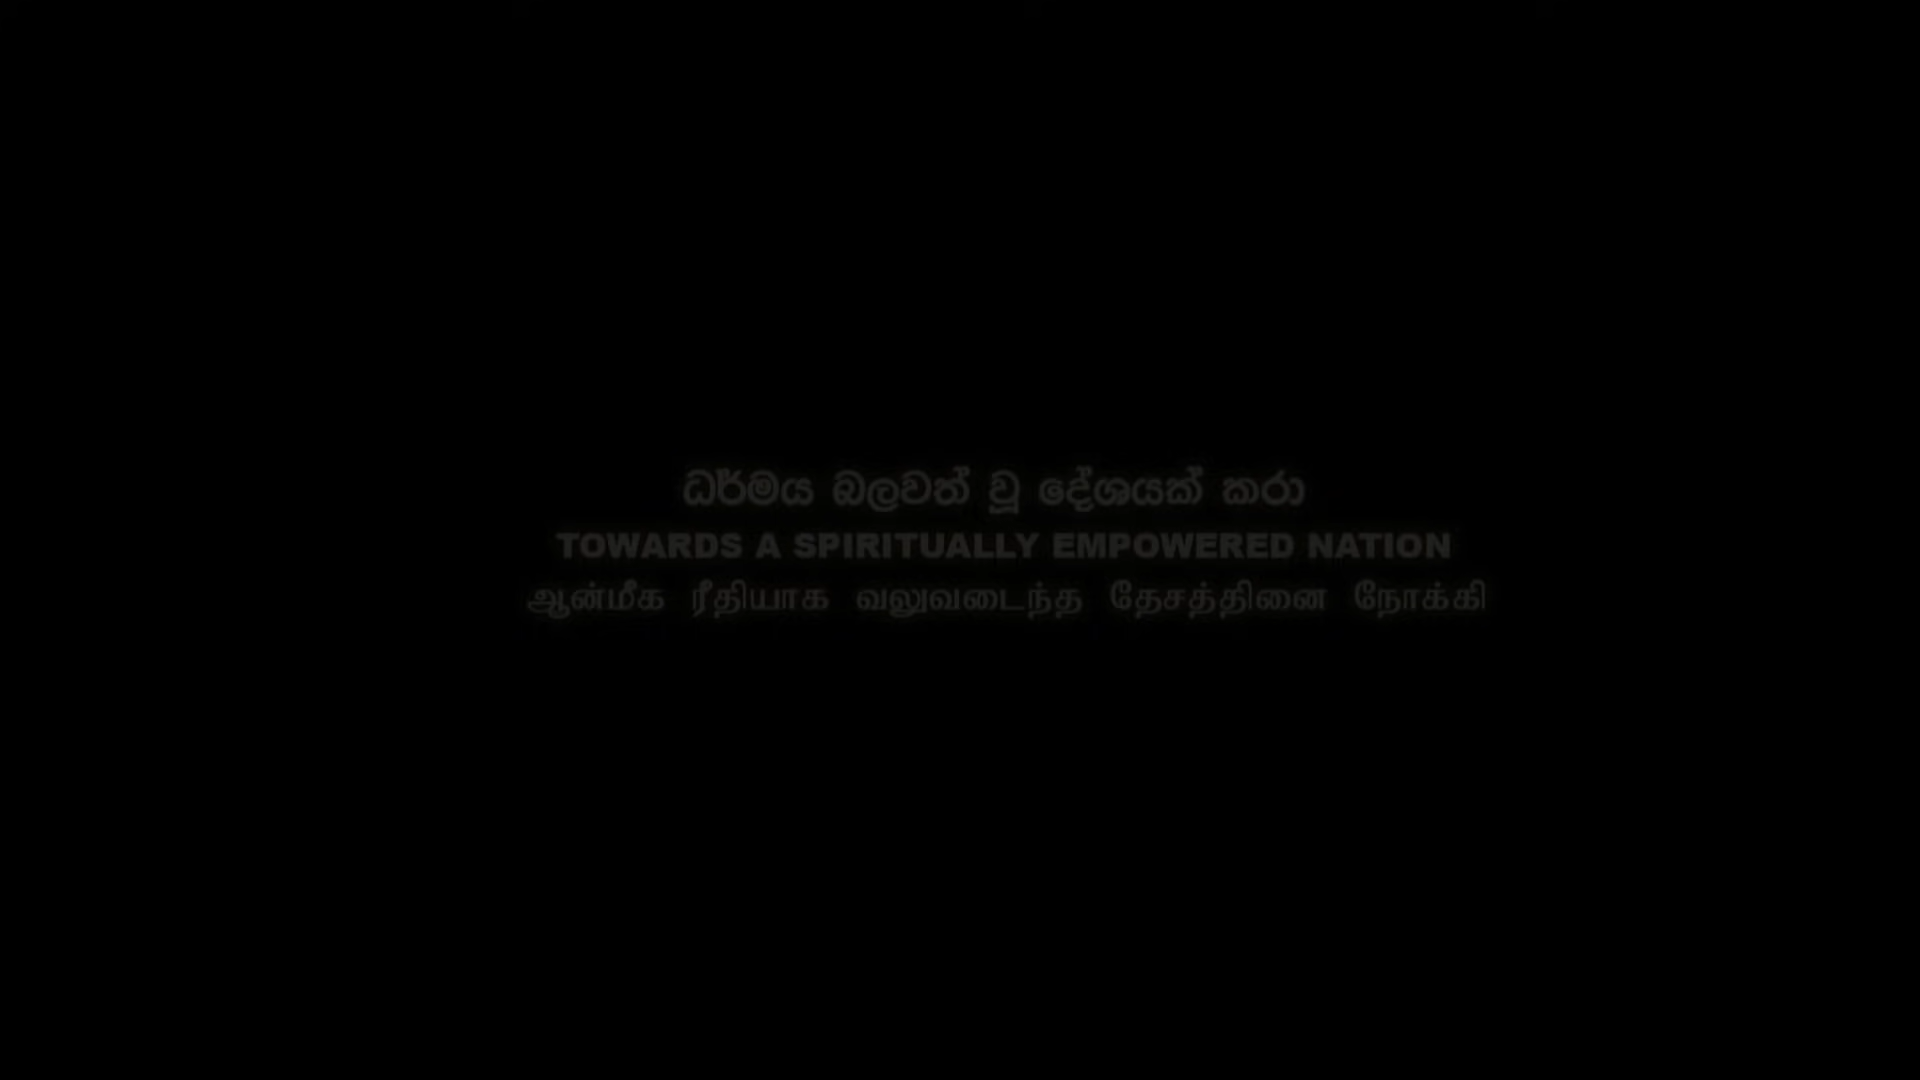 ධර්මය බලවත් වූ දේශයක් කරා
TOWARDS A SPIRITUALLY EMPOWERED NATION
ஆன்மீக ரீதியாக வலுவடைந்த தேசத்தினை நோக்கி